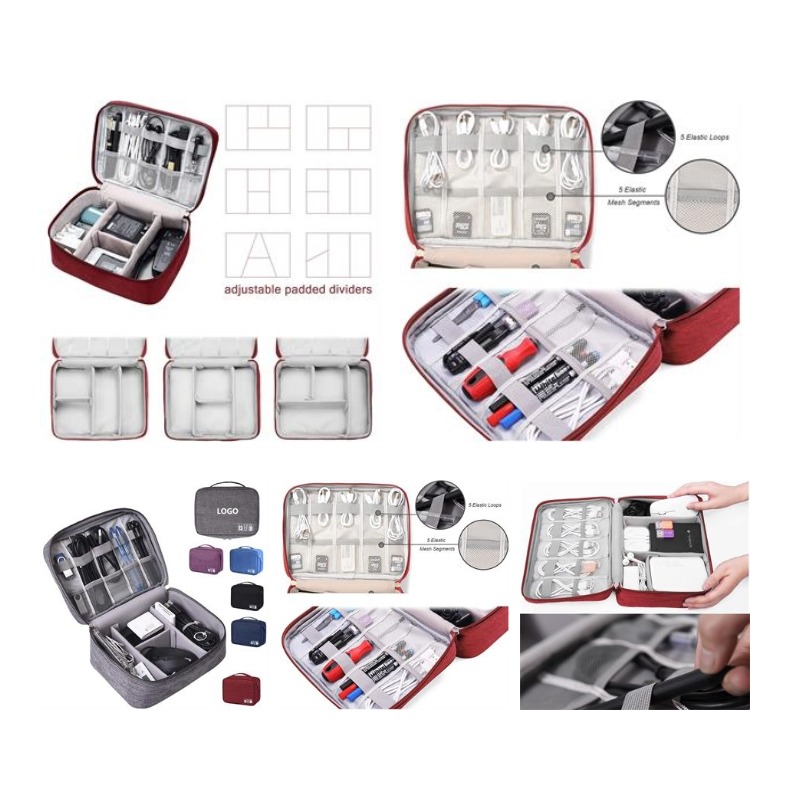 5 Elastic Loops
5 Elastic
Mesh Segments
adjustable padded dividers
LOGO
5 Elastic Loops
5 Elastic
Mesh Segments